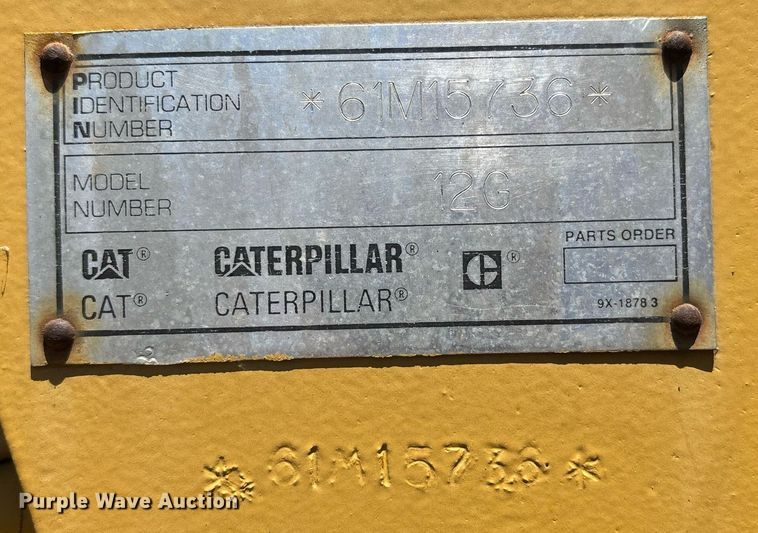 PRODUCT
IDENTIFICATION
NUMBER
*61M15736*
MODEL
NUMBER
12G
PARTS ORDER
CAT® CATERPILLAR® C®
CAT® CATERPILLAR®
9X-1878 3
*61M15736*
Purple Wave Auction